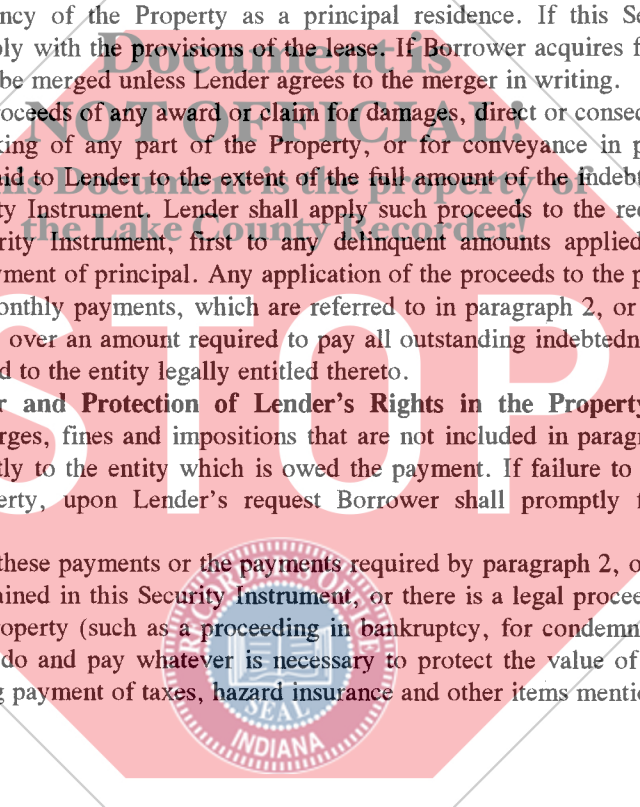 ncy of the Property as a principal residence. If this Se
ly with the provisions of the lease. If Borrower acquires f
Document is
be merged unless Lender agrees to the merger in writing.
oceeds of any award or claim for damages, direct or consec
NOT OFFICIAL!
king of any part of the Property, or for conveyance in p
aid to Lender to the extent of the full amount of the indebt
is Document is the property of
ty Instrument. Lender shall apply such proceeds to the red
the Lake County Recorder!
rity Instrument, first to any delinquent amounts applied
yment of principal. Any application of the proceeds to the p
onthly payments, which are referred to in paragraph 2, or
over an amount required to pay all outstanding indebtedn
d to the entity legally entitled thereto.
STOP
r and Protection of Lender's Rights in the Property
rges, fines and impositions that are not included in paragr
tly to the entity which is owed the payment. If failure to
erty, upon Lender's request Borrower shall promptly f
these payments or the payments required by paragraph 2, o
ained in this Security Instrument, or there is a legal procee
operty (such as a proceeding in bankruptcy, for condemn
do and pay whatever is necessary to protect the value of
g payment of taxes, hazard insurance and other items mentio
RECORDER'S OFFICE
SEAL
INDIANA